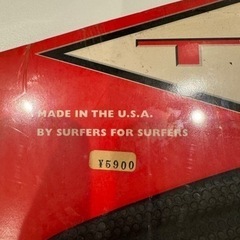 T
MADE IN THE U.S.A.
BY SURFERS FOR SURFERS
¥5900